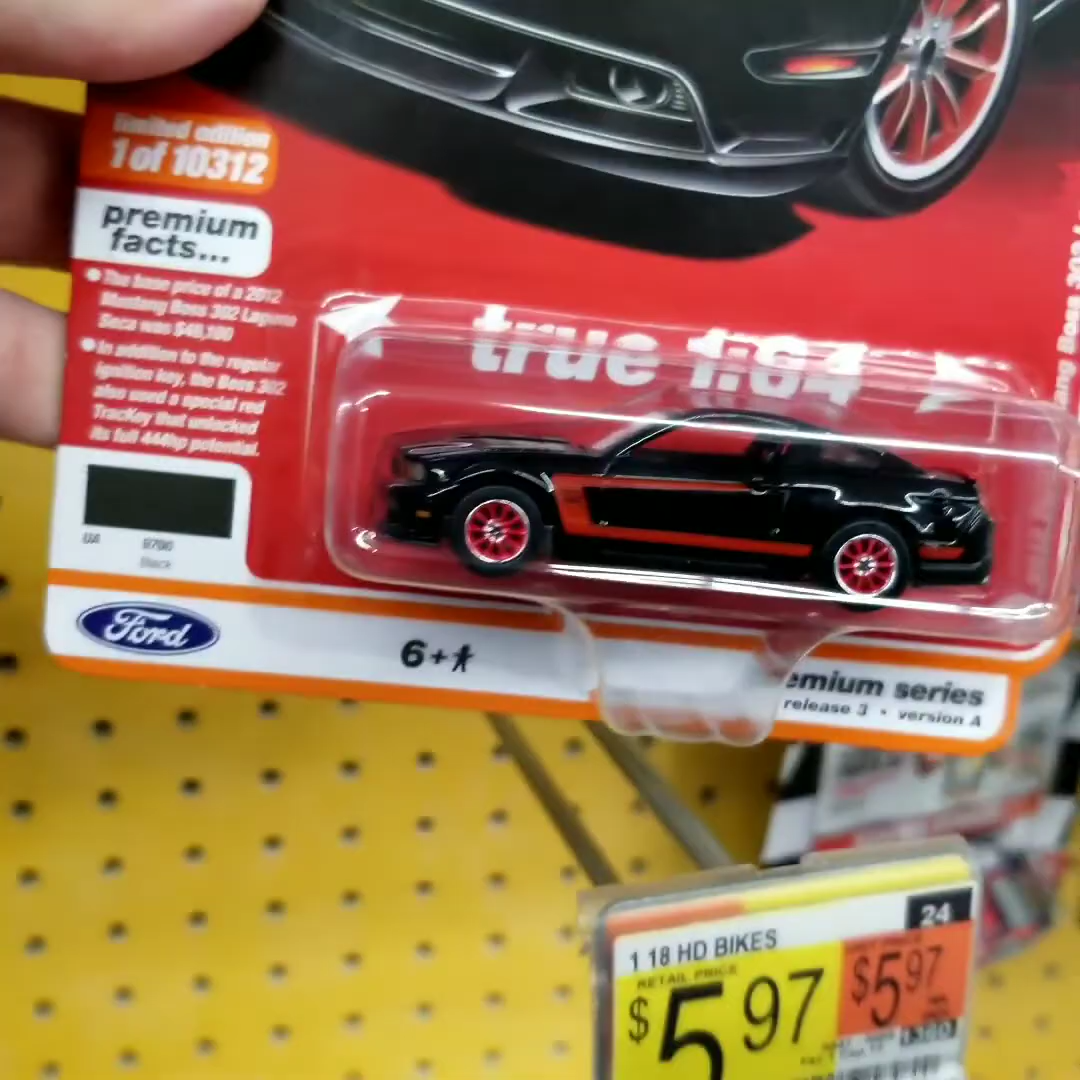 limited edition
1 of 10312
premium
facts...
The base price of a 2012
Mustang Boss 302 Laguna
Seca was $48,100
In addition to the regular
ignition key, the Boss 302
also used a special red
TracKey that unlocked
its full 444hp potential.
true 1:64
Black
Ford
6+
emium series
release 3 • version A
24
1 18 HD BIKES
RETAIL PRICE
$5 97
$5 97